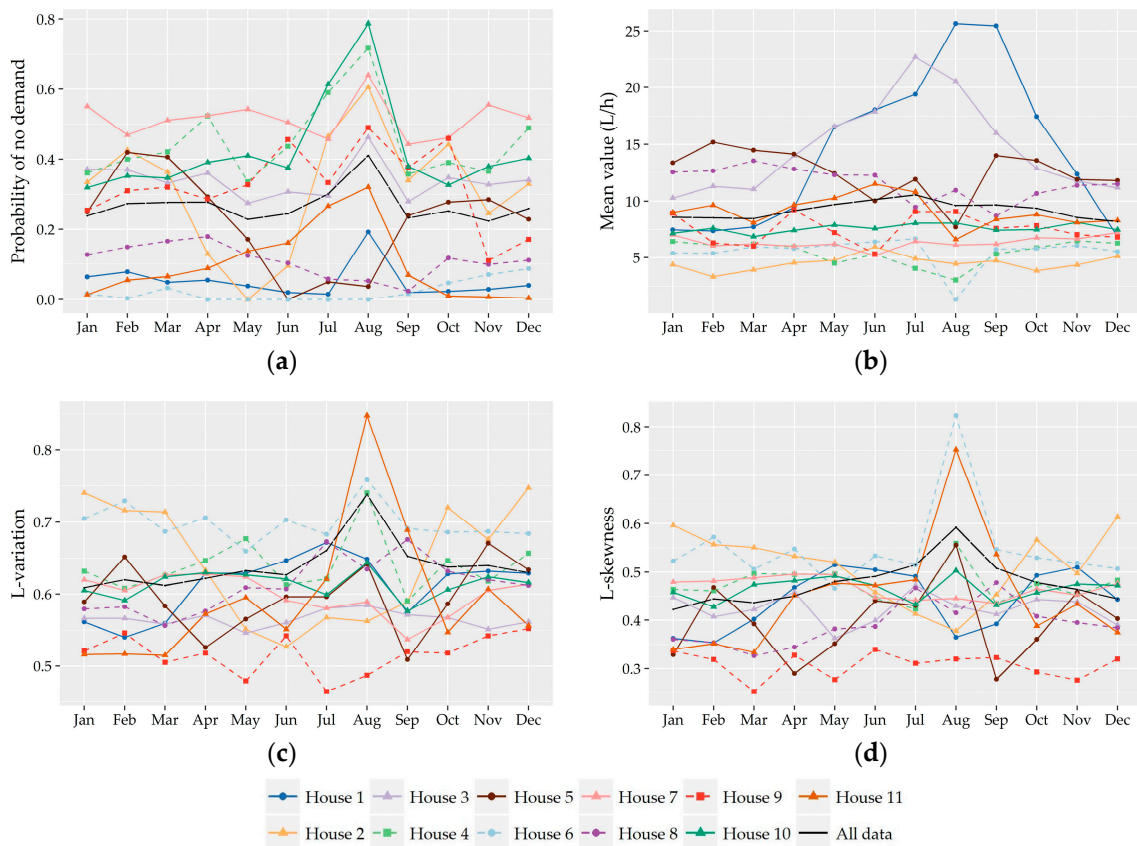 Probability of no demand
0.8
0.6
0.4
0.2
0.0
Jan Feb Mar Apr May Jun Jul Aug Sep Oct Nov Dec
(a)
Mean value (L/h)
25
20
15
10
5
Jan Feb Mar Apr May Jun Jul Aug Sep Oct Nov Dec
(b)
L-variation
0.8
0.7
0.6
0.5
Jan Feb Mar Apr May Jun Jul Aug Sep Oct Nov Dec
(c)
L-skewness
0.8
0.7
0.6
0.5
0.4
0.3
Jan Feb Mar Apr May Jun Jul Aug Sep Oct Nov Dec
(d)
House 1 House 3 House 5 House 7 House 9 House 11
House 2 House 4 House 6 House 8 House 10 All data